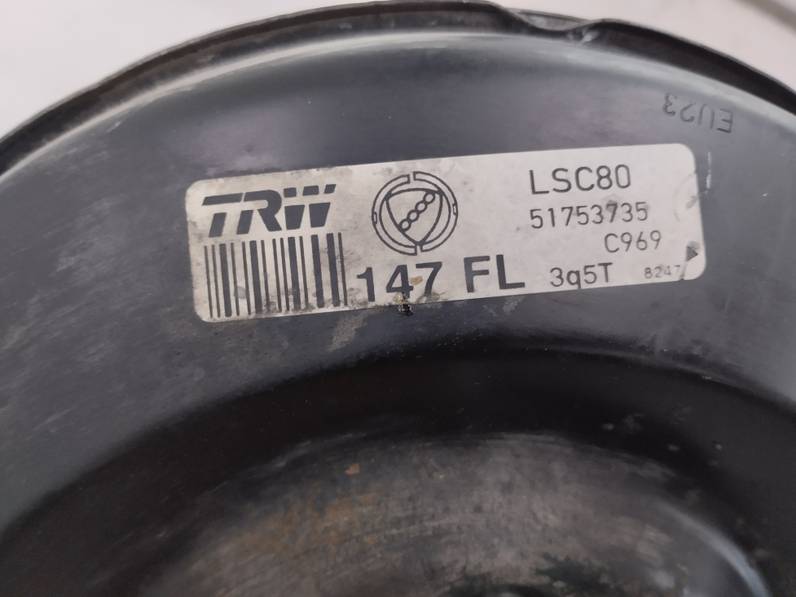 EU23
TRW LSC80
51753735
C969
147 FL 3q5T 8247